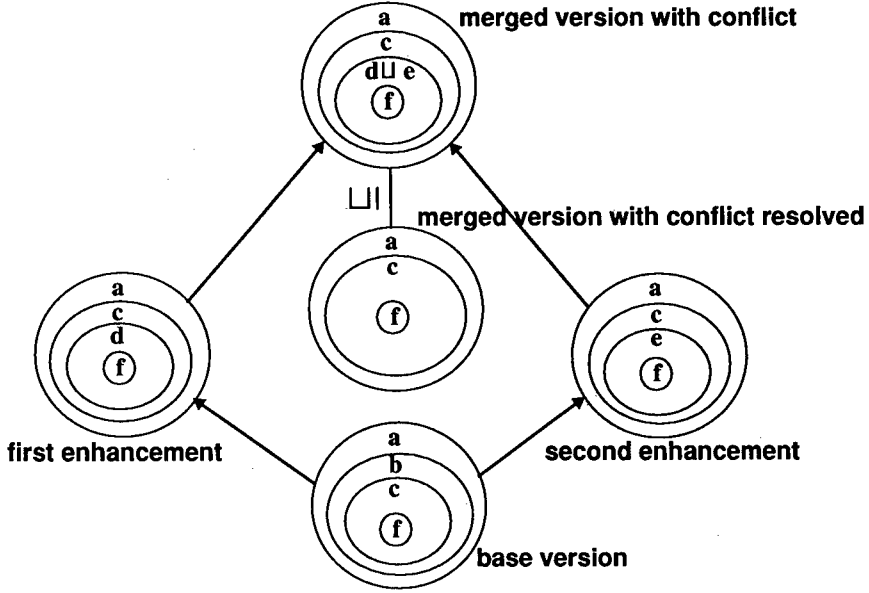 a
merged version with conflict
c
d⊔ e
f
⊔I
merged version with conflict resolved
a
c
f
a
c
d
f
first enhancement
a
c
e
f
second enhancement
a
b
c
f
base version